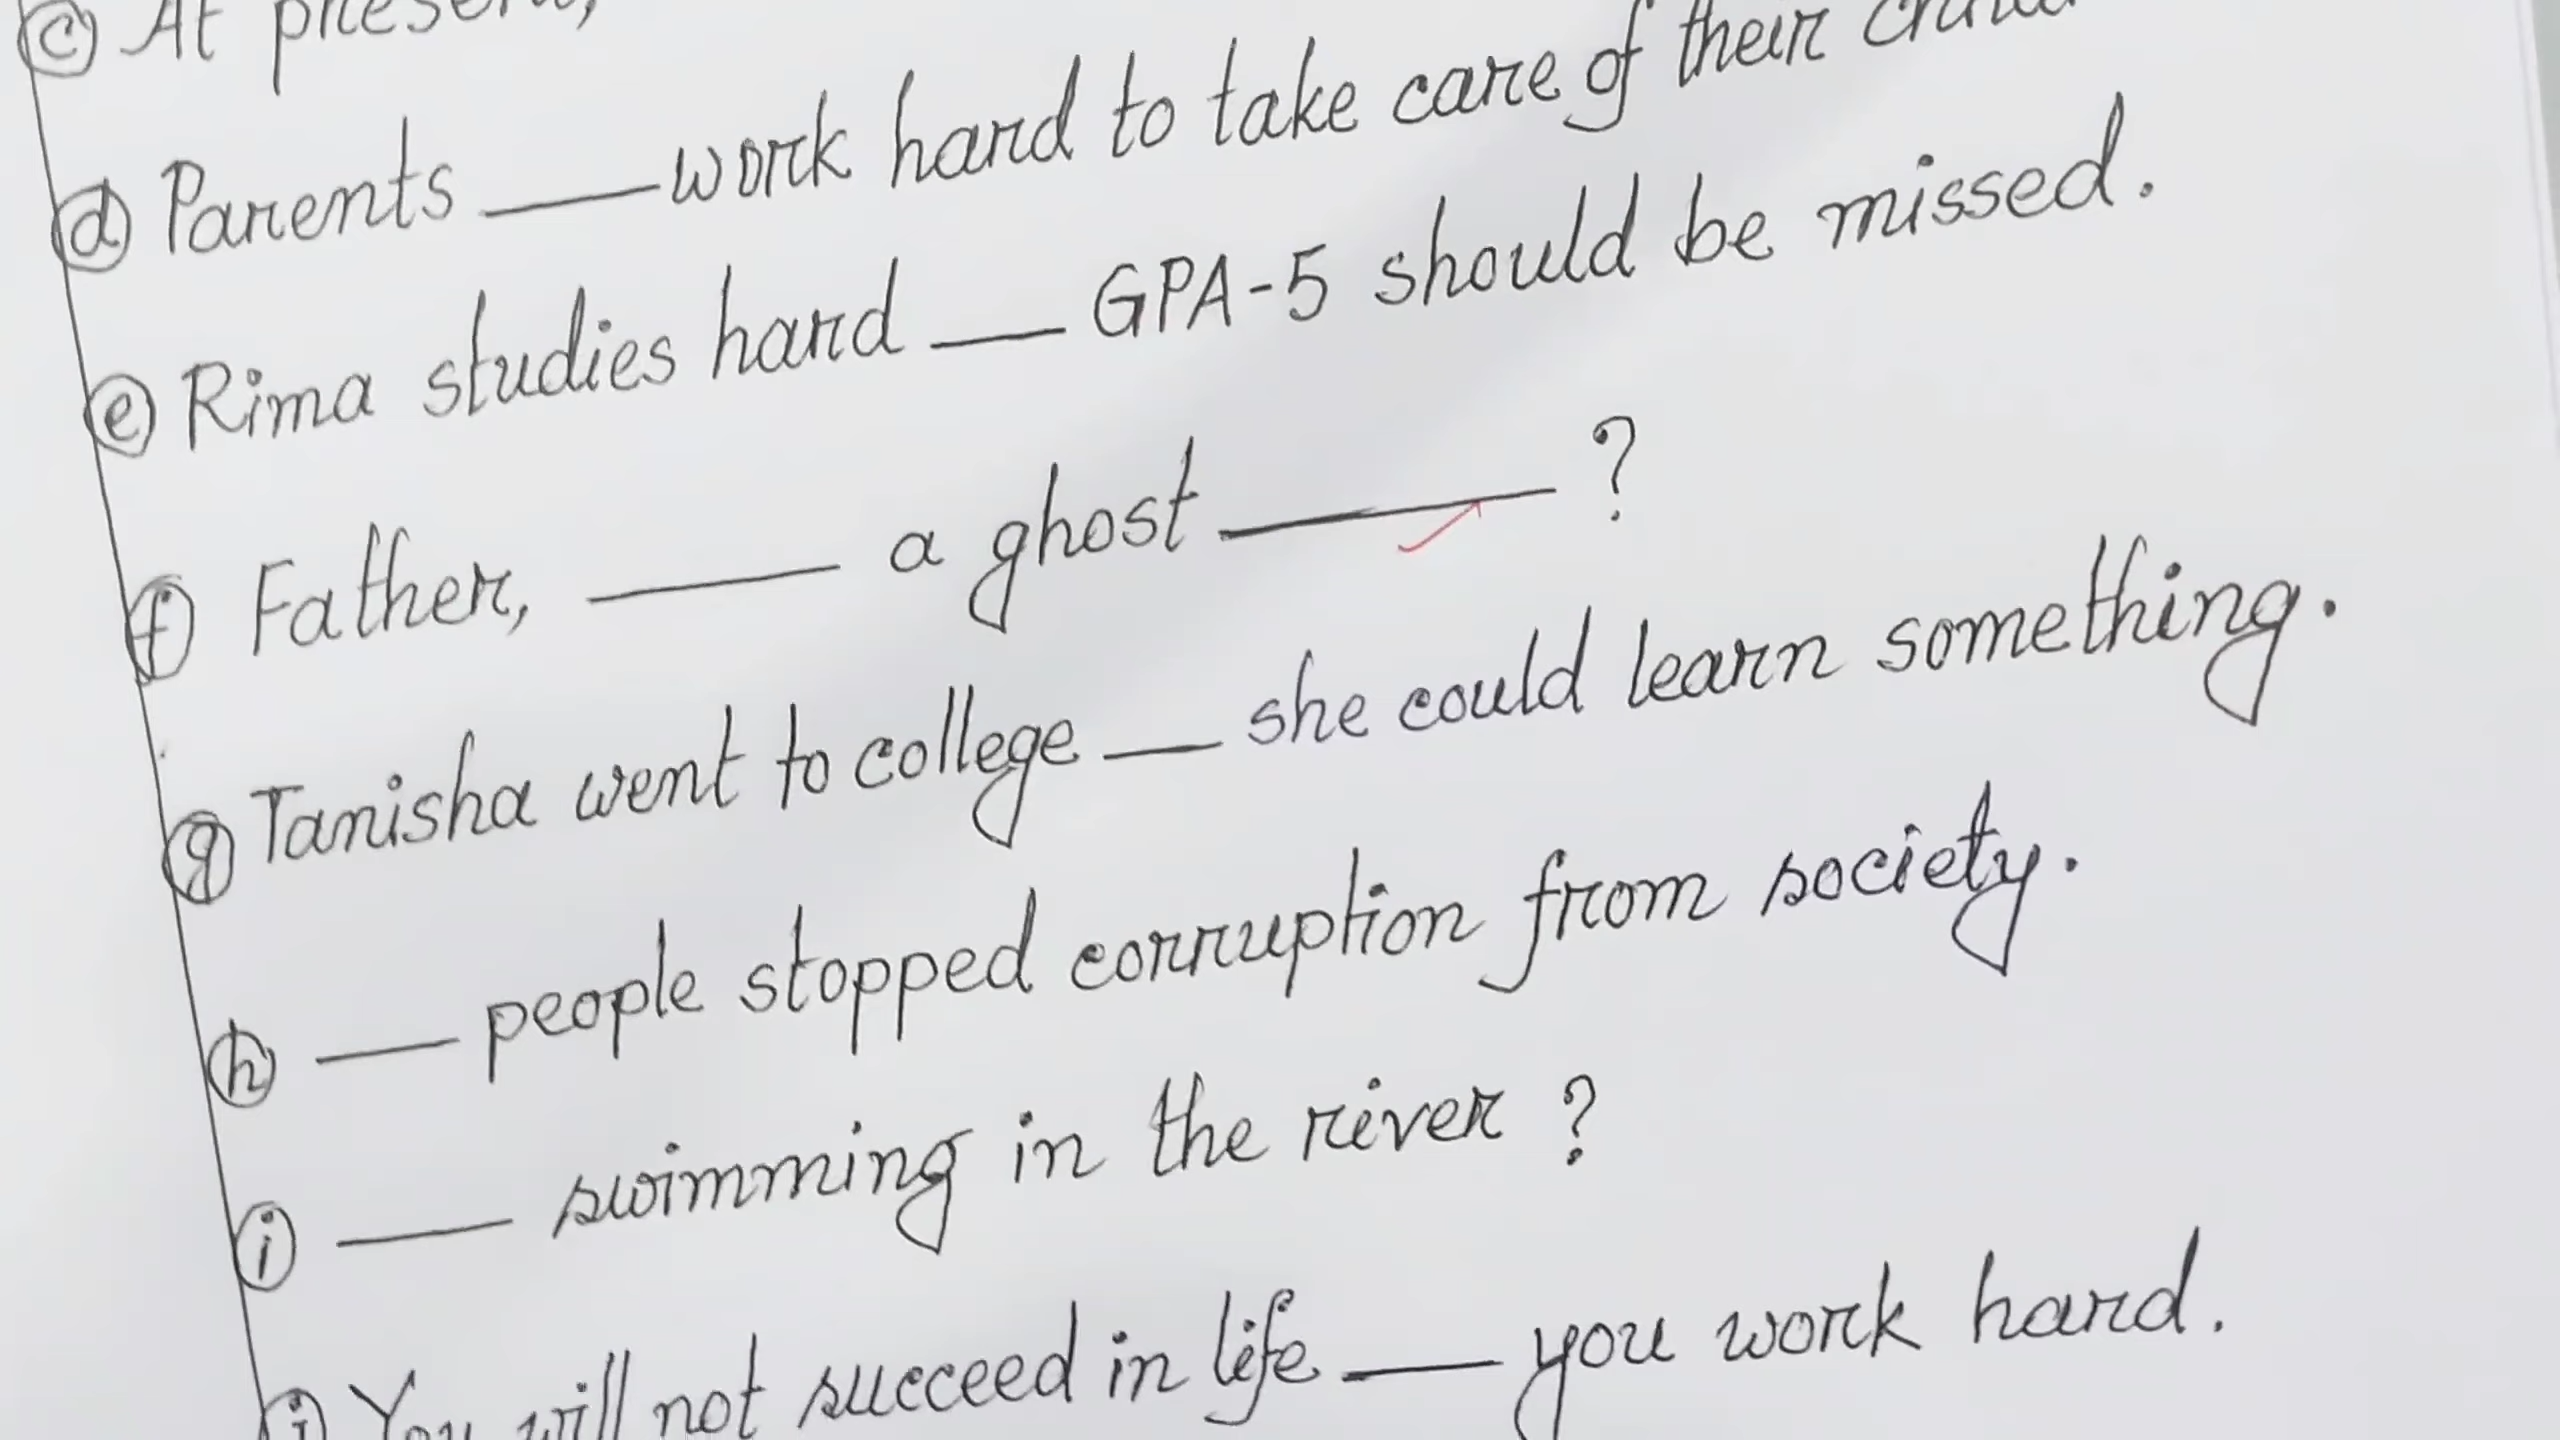 ⓒ At present,
ⓓ Parents ___ work hard to take care of their
ⓔ Rima studies hard ___ GPA-5 should be missed.
ⓕ Father, ___ a ghost ___ ?
ⓖ Tanisha went to college ___ she could learn something.
ⓗ ___ people stopped corruption from society.
ⓘ ___ swimming in the river ?
ⓙ You will not succeed in life ___ you work hard.